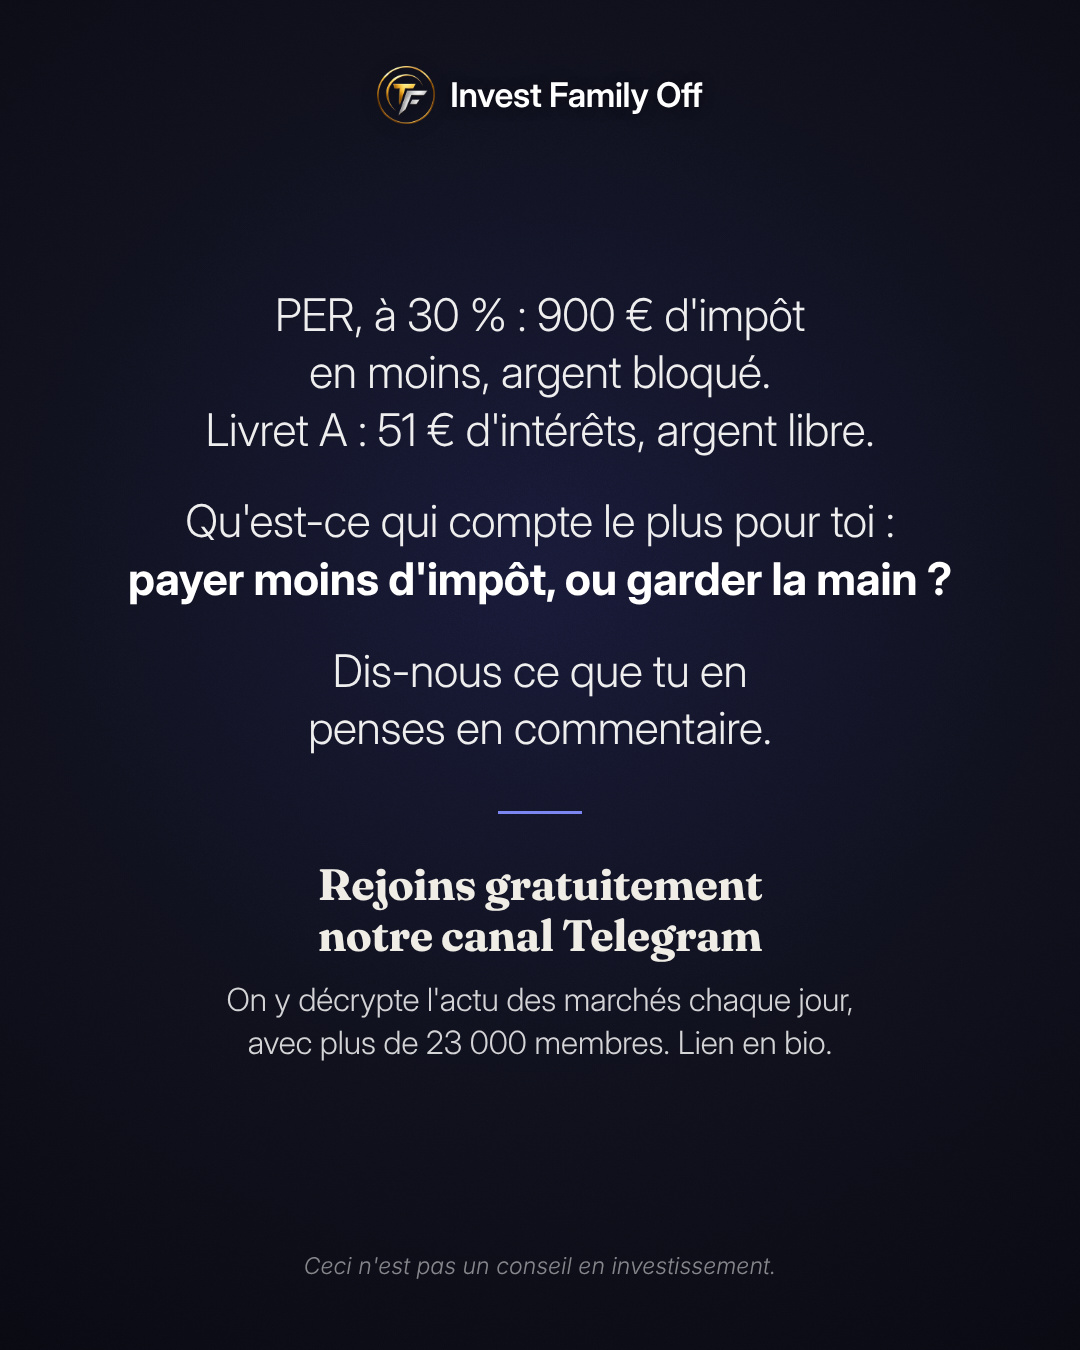 TF Invest Family Off
PER, à 30 % : 900 € d'impôt
en moins, argent bloqué.
Livret A : 51 € d'intérêts, argent libre.
Qu'est-ce qui compte le plus pour toi :
payer moins d'impôt, ou garder la main ?
Dis-nous ce que tu en
penses en commentaire.
Rejoins gratuitement
notre canal Telegram
On y décrypte l'actu des marchés chaque jour,
avec plus de 23 000 membres. Lien en bio.
Ceci n'est pas un conseil en investissement.